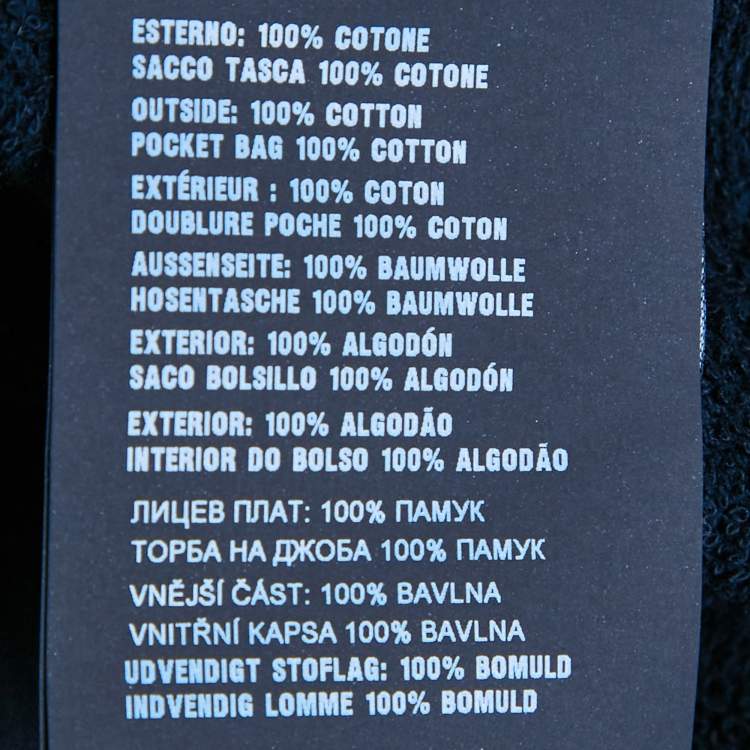 ESTERNO: 100% COTONE
SACCO TASCA 100% COTONE
OUTSIDE: 100% COTTON
POCKET BAG 100% COTTON
EXTÉRIEUR : 100% COTON
DOUBLURE POCHE 100% COTON
AUSSENSEITE: 100% BAUMWOLLE
HOSENTASCHE 100% BAUMWOLLE
EXTERIOR: 100% ALGODÓN
SACO BOLSILLO 100% ALGODÓN
EXTERIOR: 100% ALGODÃO
INTERIOR DO BOLSO 100% ALGODÃO
ЛИЦЕВ ПЛАТ: 100% ПАМУК
ТОРБА НА ДЖОБА 100% ПАМУК
VNĚJŠÍ ČÁST: 100% BAVLNA
VNITŘNÍ KAPSA 100% BAVLNA
UDVENDIGT STOFLAG: 100% BOMULD
INDVENDIG LOMME 100% BOMULD